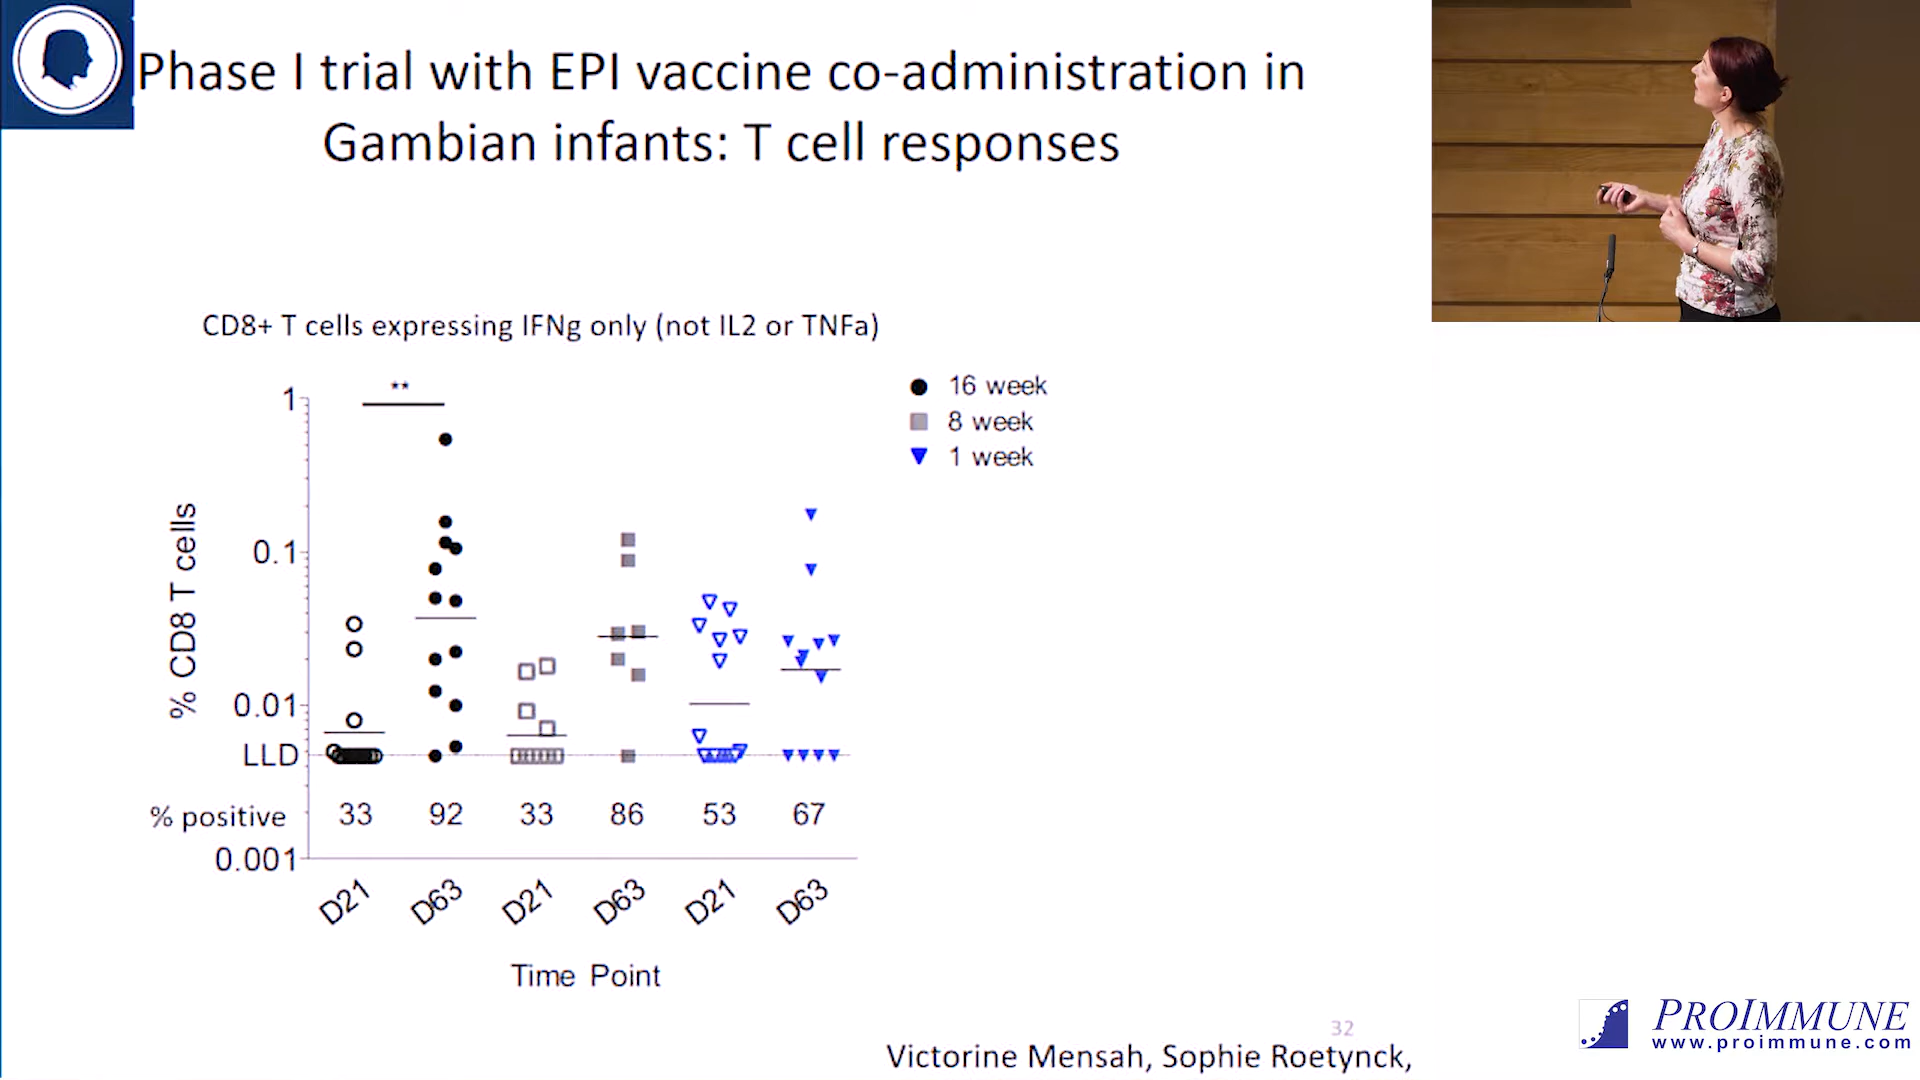 Phase I trial with EPI vaccine co-administration in
Gambian infants: T cell responses
CD8+ T cells expressing IFNg only (not IL2 or TNFa)
**
16 week
8 week
1 week
% CD8 T cells
1
0.1
0.01
LLD
% positive 33 92 33 86 53 67
0.001
D21 D63 D21 D63 D21 D63
Time Point
32
Victorine Mensah, Sophie Roetynck,
PROIMMUNE
www.proimmune.com